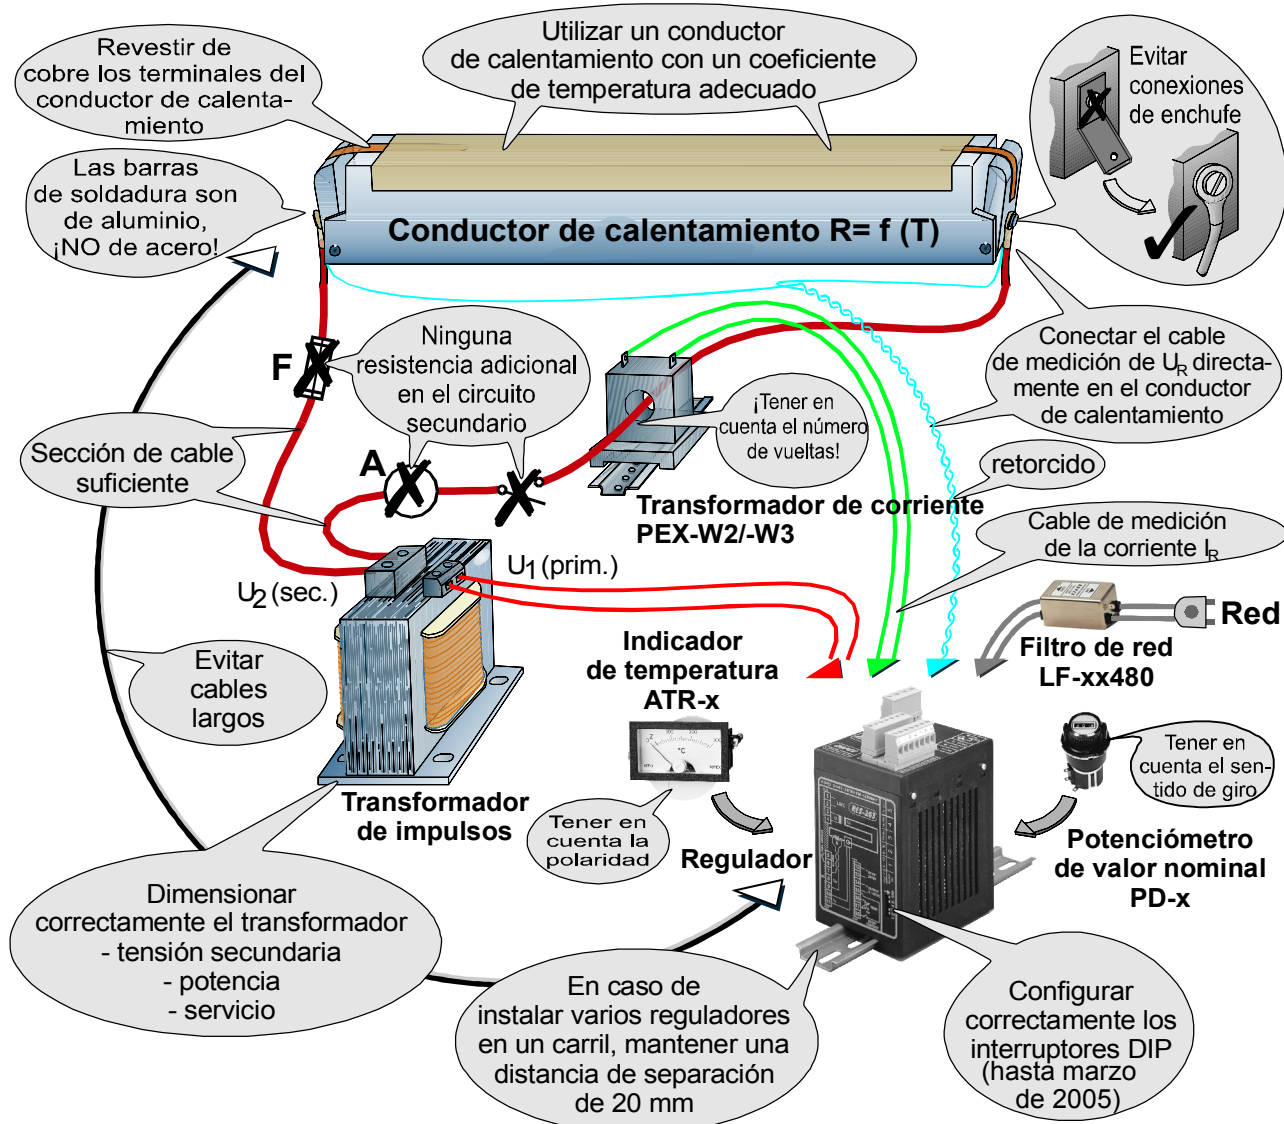 Revestir de
cobre los terminales del
conductor de calenta-
miento
Utilizar un conductor
de calentamiento con un coeficiente
de temperatura adecuado
Evitar
conexiones
de enchufe
Las barras
de soldadura son
de aluminio,
¡NO de acero!
Conductor de calentamiento R= f (T)
F
Ninguna
resistencia adicional
en el circuito
secundario
Conectar el cable
de medición de UR directa-
mente en el conductor
de calentamiento
¡Tener en
cuenta el número
de vueltas!
Sección de cable
suficiente
A
retorcido
Transformador de corriente
PEX-W2/-W3
Cable de medición
de la corriente IR
U1 (prim.)
U2 (sec.)
Red
Filtro de red
LF-xx480
Indicador
de temperatura
ATR-x
Evitar
cables
largos
°C
Tener en
cuenta el sen-
tido de giro
Transformador
de impulsos
Tener en
cuenta la
polaridad
Regulador
Potenciómetro
de valor nominal
PD-x
Dimensionar
correctamente el transformador
- tensión secundaria
- potencia
- servicio
En caso de
instalar varios reguladores
en un carril, mantener una
distancia de separación
de 20 mm
Configurar
correctamente los
interruptores DIP
(hasta marzo
de 2005)